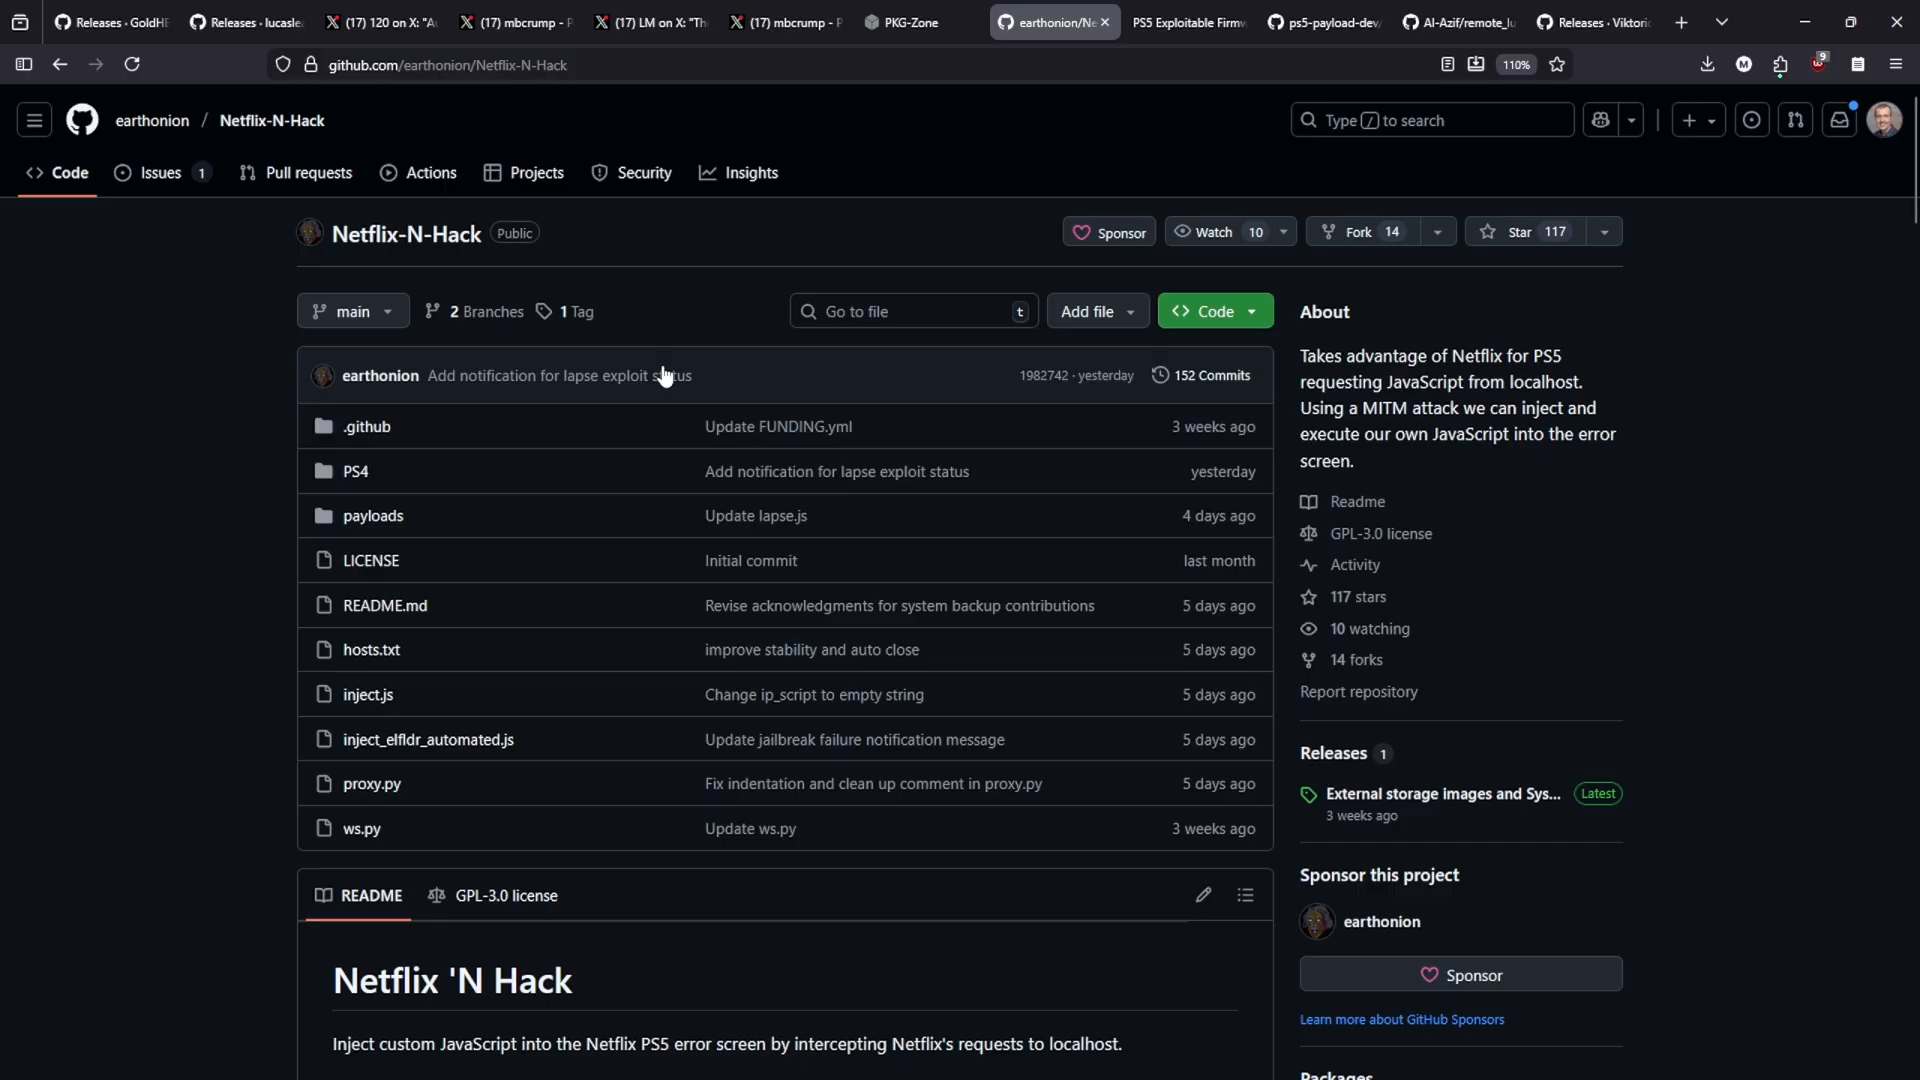 Releases · GoldHE
Releases · lucasle
(17) 120 on X: "A
(17) mbcrump - P
(17) LM on X: "Th
(17) mbcrump - P
PKG-Zone
earthonion/Ne
PS5 Exploitable Firmw
ps5-payload-dev/
Al-Azif/remote_lu
Releases · Viktori
github.com/earthonion/Netflix-N-Hack
110%
M
9
earthonion / Netflix-N-Hack
Type / to search
Code
Issues 1
Pull requests
Actions
Projects
Security
Insights
Netflix-N-Hack Public
Sponsor
Watch 10
Fork 14
Star 117
main
2 Branches
1 Tag
Go to file t
Add file
Code
earthonion Add notification for lapse exploit status 1982742 · yesterday 152 Commits
.github Update FUNDING.yml 3 weeks ago
PS4 Add notification for lapse exploit status yesterday
payloads Update lapse.js 4 days ago
LICENSE Initial commit last month
README.md Revise acknowledgments for system backup contributions 5 days ago
hosts.txt improve stability and auto close 5 days ago
inject.js Change ip_script to empty string 5 days ago
inject_elfldr_automated.js Update jailbreak failure notification message 5 days ago
proxy.py Fix indentation and clean up comment in proxy.py 5 days ago
ws.py Update ws.py 3 weeks ago
README
GPL-3.0 license
Netflix 'N Hack
Inject custom JavaScript into the Netflix PS5 error screen by intercepting Netflix's requests to localhost.
About
Takes advantage of Netflix for PS5
requesting JavaScript from localhost.
Using a MITM attack we can inject and
execute our own JavaScript into the error
screen.
Readme
GPL-3.0 license
Activity
117 stars
10 watching
14 forks
Report repository
Releases 1
External storage images and Sys... Latest
3 weeks ago
Sponsor this project
earthonion
Sponsor
Learn more about GitHub Sponsors
Packages